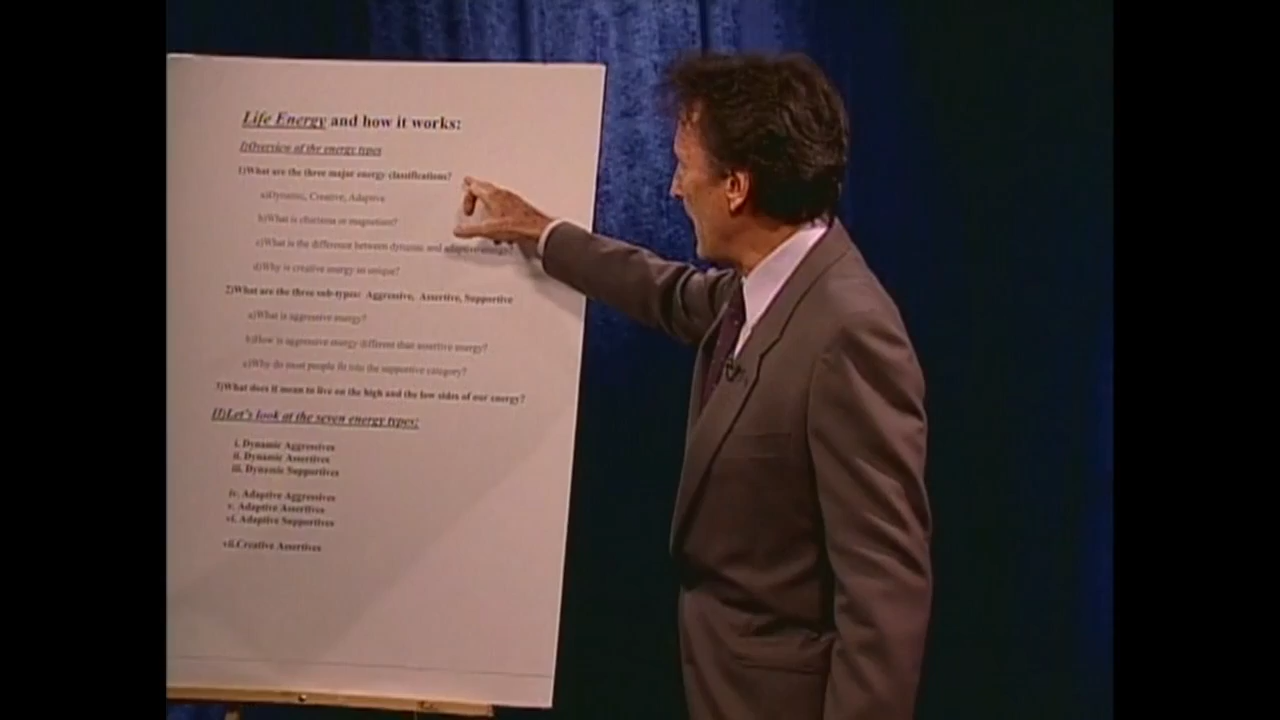 Life Energy and how it works:
I)Overview of the energy types
1)What are the three major energy classifications?
a)Dynamic, Creative, Adaptive
b)What is charisma or magnetism?
c)What is the difference between dynamic and adaptive energy?
d)Why is creative energy so unique?
2)What are the three sub-types: Aggressive, Assertive, Supportive
a)What is aggressive energy?
b)How is aggressive energy different than assertive energy?
c)Why do most people fit into the supportive category?
3)What does it mean to live on the high and the low sides of our energy?
II)Let's look at the seven energy types:
i. Dynamic Aggressives
ii. Dynamic Assertives
iii. Dynamic Supportives
iv. Adaptive Aggressives
v. Adaptive Assertives
vi. Adaptive Supportives
vii.Creative Assertives